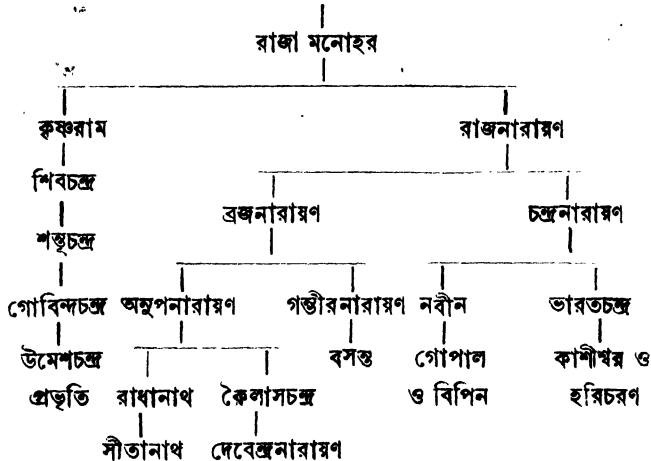 রাজা মনোহর
কৃষ্ণরাম রাজনারায়ণ
শিবচন্দ্র
ব্রজনারায়ণ চন্দ্রনারায়ণ
শম্ভূচন্দ্র
গোবিন্দচন্দ্র অনুপনারায়ণ গম্ভীরনারায়ণ নবীন ভারতচন্দ্র
উমেশচন্দ্র বসন্ত গোপাল কাশীশ্বর ও
প্রভৃতি রাধানাথ কৈলাসচন্দ্র ও বিপিন হরিচরণ
সীতানাথ দেবেন্দ্রনারায়ণ